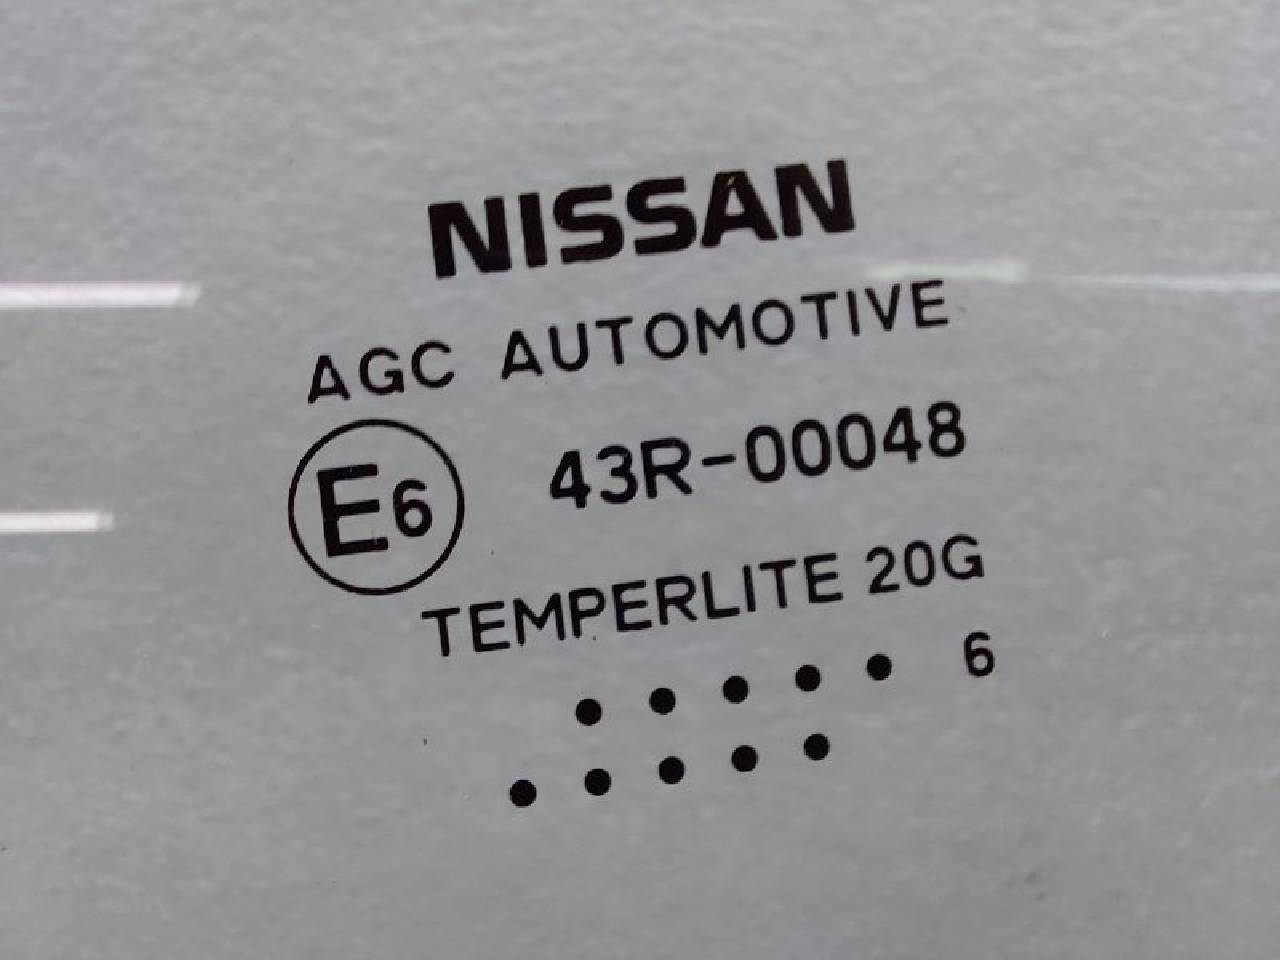 NISSAN
AGC AUTOMOTIVE
E6 43R-00048
TEMPERLITE 20G
• • • • • 6
• • • • •